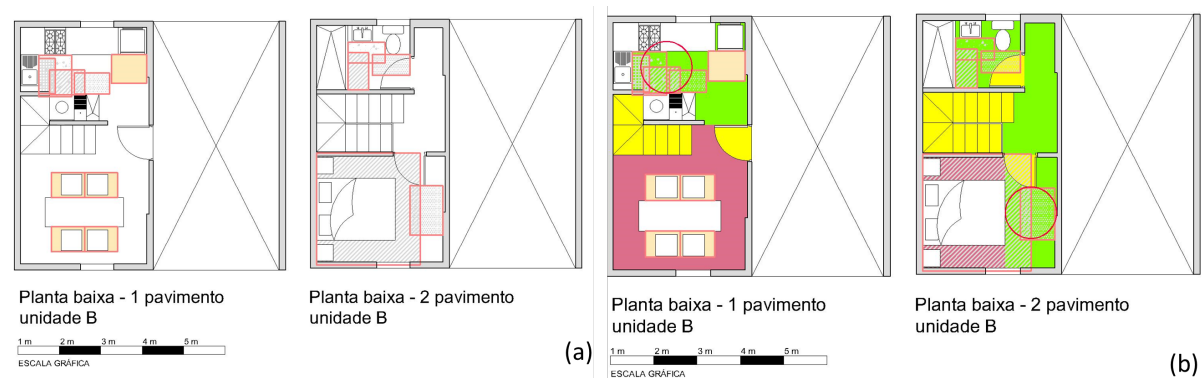 Planta baixa - 1 pavimento
unidade B
Planta baixa - 2 pavimento
unidade B
1 m 2 m 3 m 4 m 5 m
ESCALA GRÁFICA
(a)
Planta baixa - 1 pavimento
unidade B
Planta baixa - 2 pavimento
unidade B
1 m 2 m 3 m 4 m 5 m
ESCALA GRÁFICA
(b)